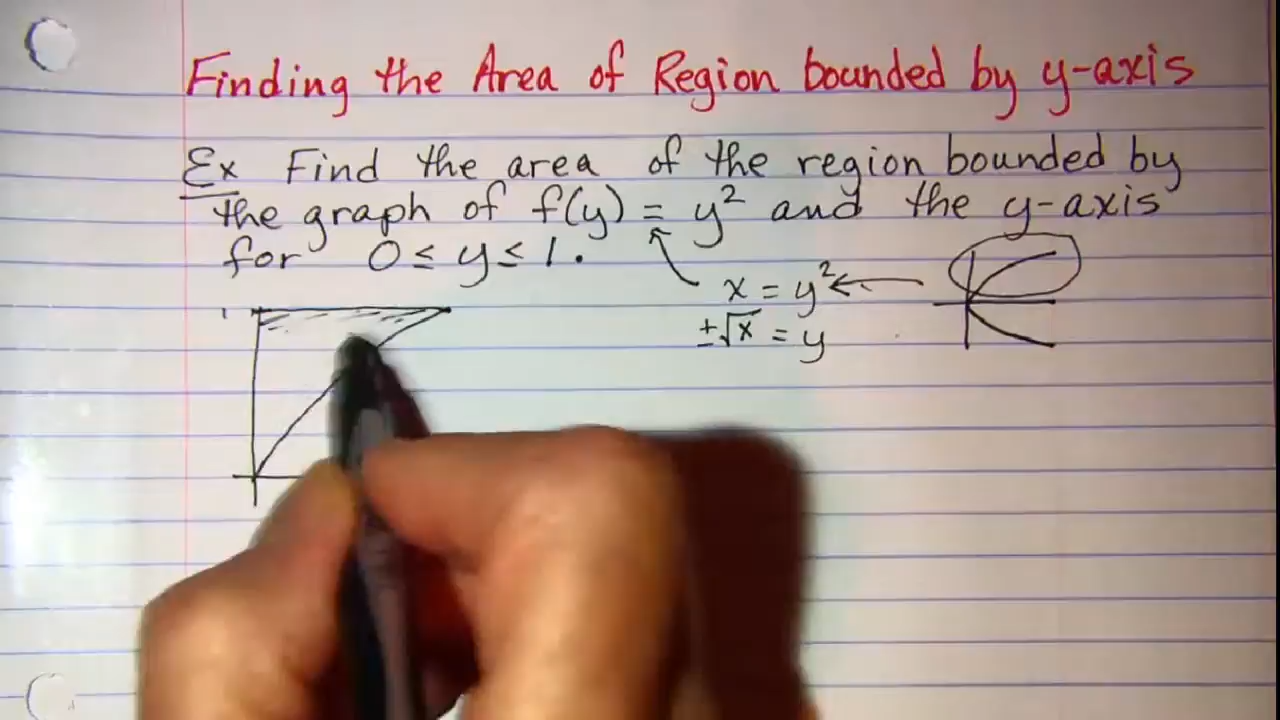 Finding the Area of Region bounded by y-axis
Ex Find the area of the region bounded by
the graph of f(y) = y² and the y-axis
for 0 ≤ y ≤ 1.
x = y²
±√x = y
1